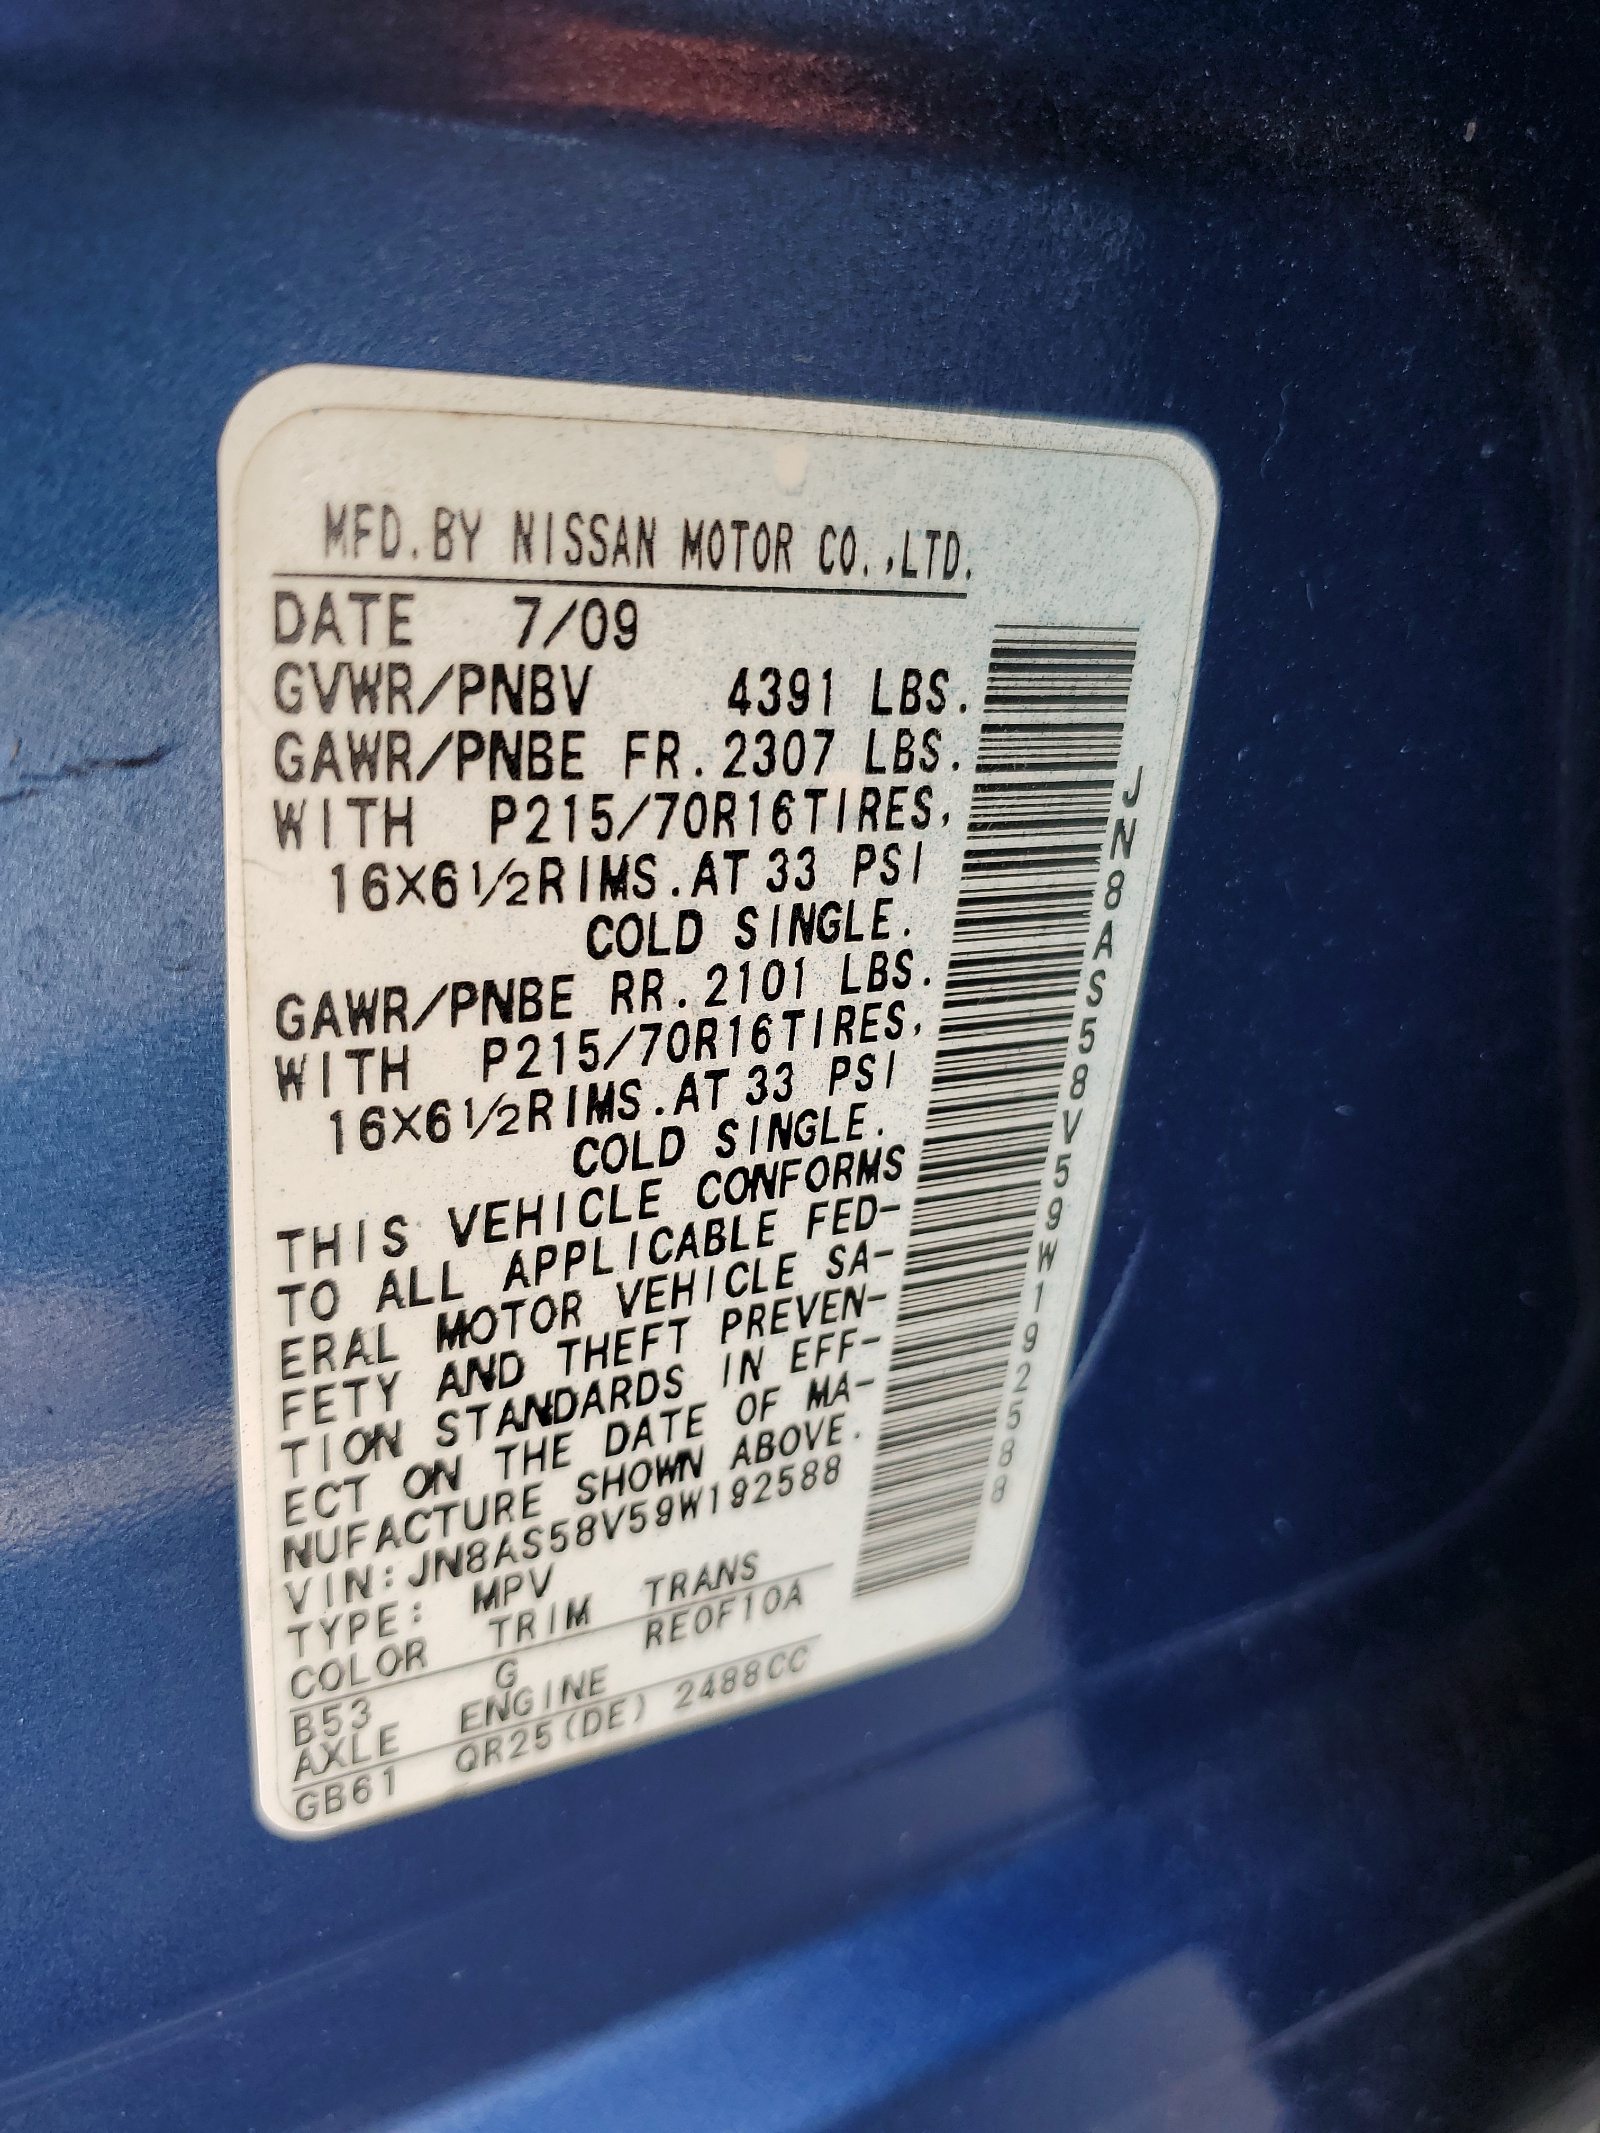 MFD.BY NISSAN MOTOR CO.,LTD.
DATE 7/09
GVWR/PNBV 4391 LBS.
GAWR/PNBE FR.2307 LBS.
WITH P215/70R16TIRES,
16X6 1/2RIMS.AT 33 PSI
COLD SINGLE.
GAWR/PNBE RR.2101 LBS.
WITH P215/70R16TIRES,
16X6 1/2RIMS.AT 33 PSI
COLD SINGLE.
THIS VEHICLE CONFORMS
TO ALL APPLICABLE FED-
ERAL MOTOR VEHICLE SA-
FETY AND THEFT PREVEN-
TION STANDARDS IN EFF-
ECT ON THE DATE OF MA-
NUFACTURE SHOWN ABOVE.
VIN:JN8AS58V59W192588
TYPE: MPV
COLOR TRIM TRANS
B53 G RE0F10A
AXLE ENGINE
GB61 QR25(DE) 2488CC
JN8AS58V59W192588